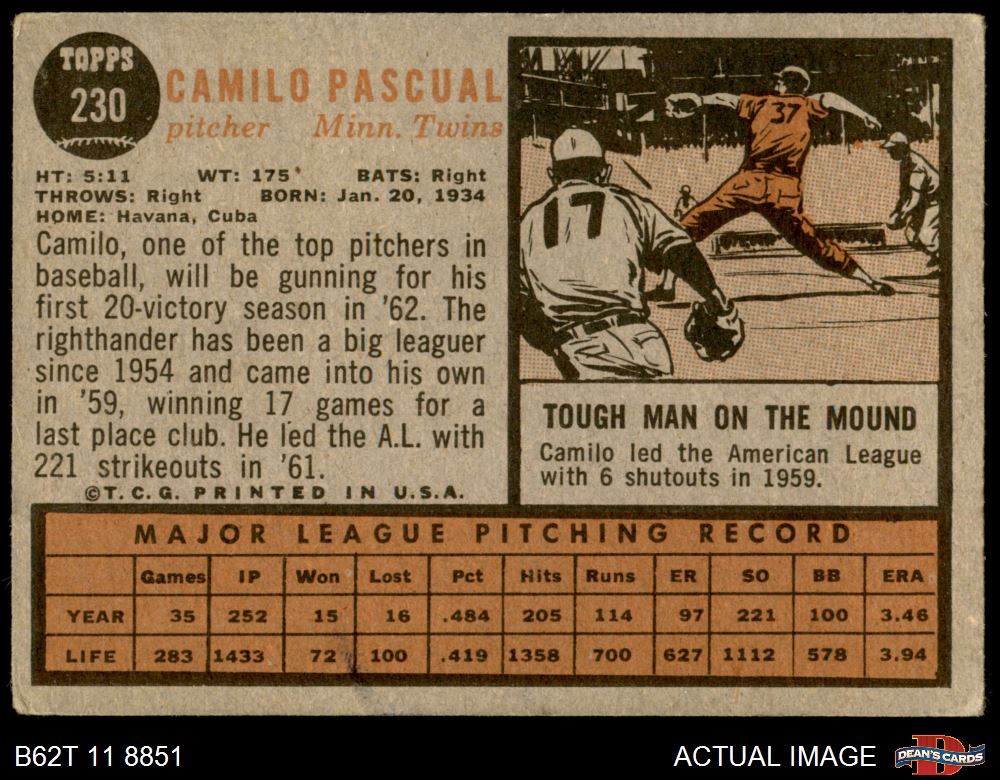 TOPPS
230
CAMILO PASCUAL
pitcher Minn. Twins
HT: 5:11 WT: 175 BATS: Right
THROWS: Right BORN: Jan. 20, 1934
HOME: Havana, Cuba
Camilo, one of the top pitchers in
baseball, will be gunning for his
first 20-victory season in '62. The
righthander has been a big leaguer
since 1954 and came into his own
in '59, winning 17 games for a
last place club. He led the A.L. with
221 strikeouts in '61.
©T.C.G. PRINTED IN U.S.A.
37
17
TOUGH MAN ON THE MOUND
Camilo led the American League
with 6 shutouts in 1959.
MAJOR LEAGUE PITCHING RECORD
Games IP Won Lost Pct Hits Runs ER SO BB ERA
YEAR 35 252 15 16 .484 205 114 97 221 100 3.46
LIFE 283 1433 72 100 .419 1358 700 627 1112 578 3.94
B62T 11 8851
ACTUAL IMAGE
DEAN'S CARDS